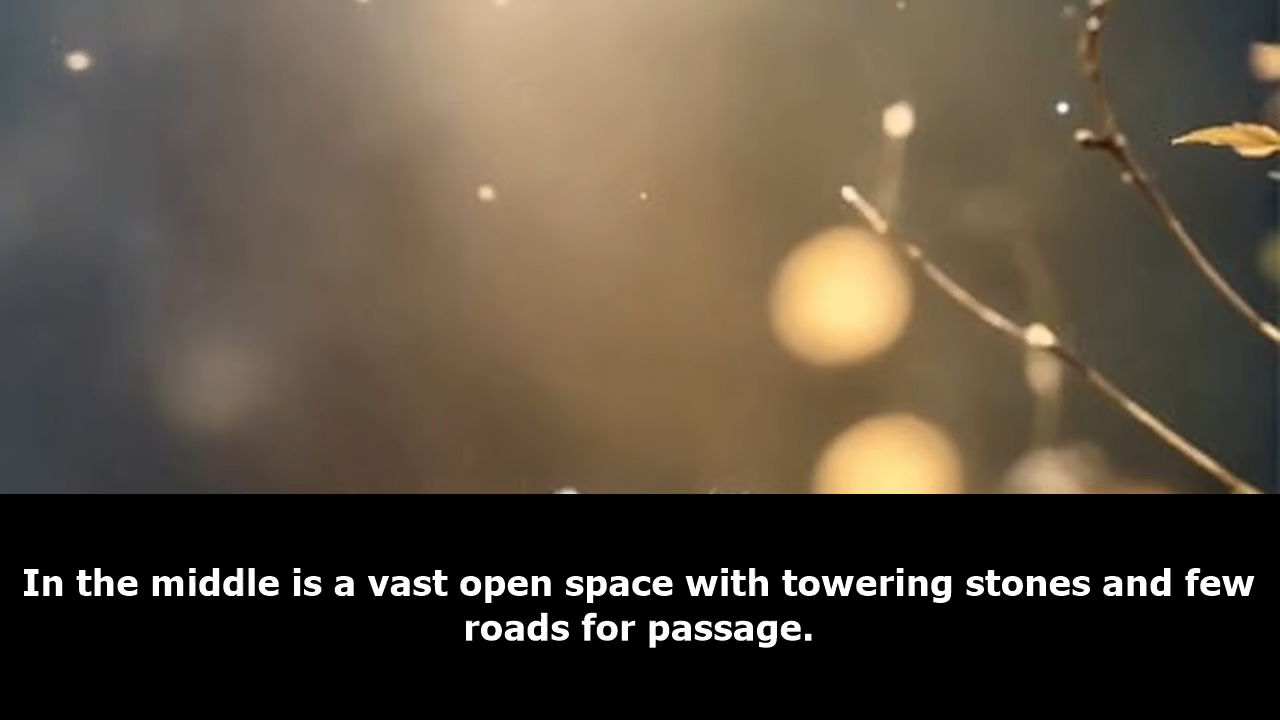 In the middle is a vast open space with towering stones and few
roads for passage.